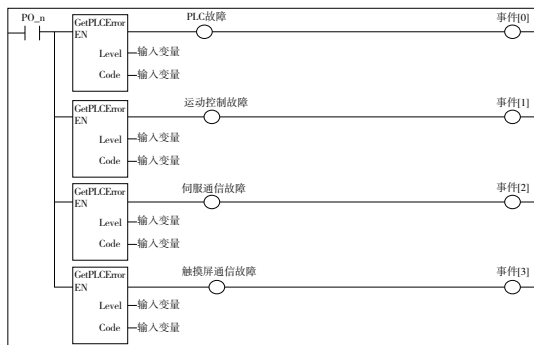 PO_n
PLC故障
事件[0]
GetPLCError
EN
Level
输入变量
Code
输入变量
运动控制故障
事件[1]
GetPLCError
EN
Level
输入变量
Code
输入变量
伺服通信故障
事件[2]
GetPLCError
EN
Level
输入变量
Code
输入变量
触摸屏通信故障
事件[3]
GetPLCError
EN
Level
输入变量
Code
输入变量